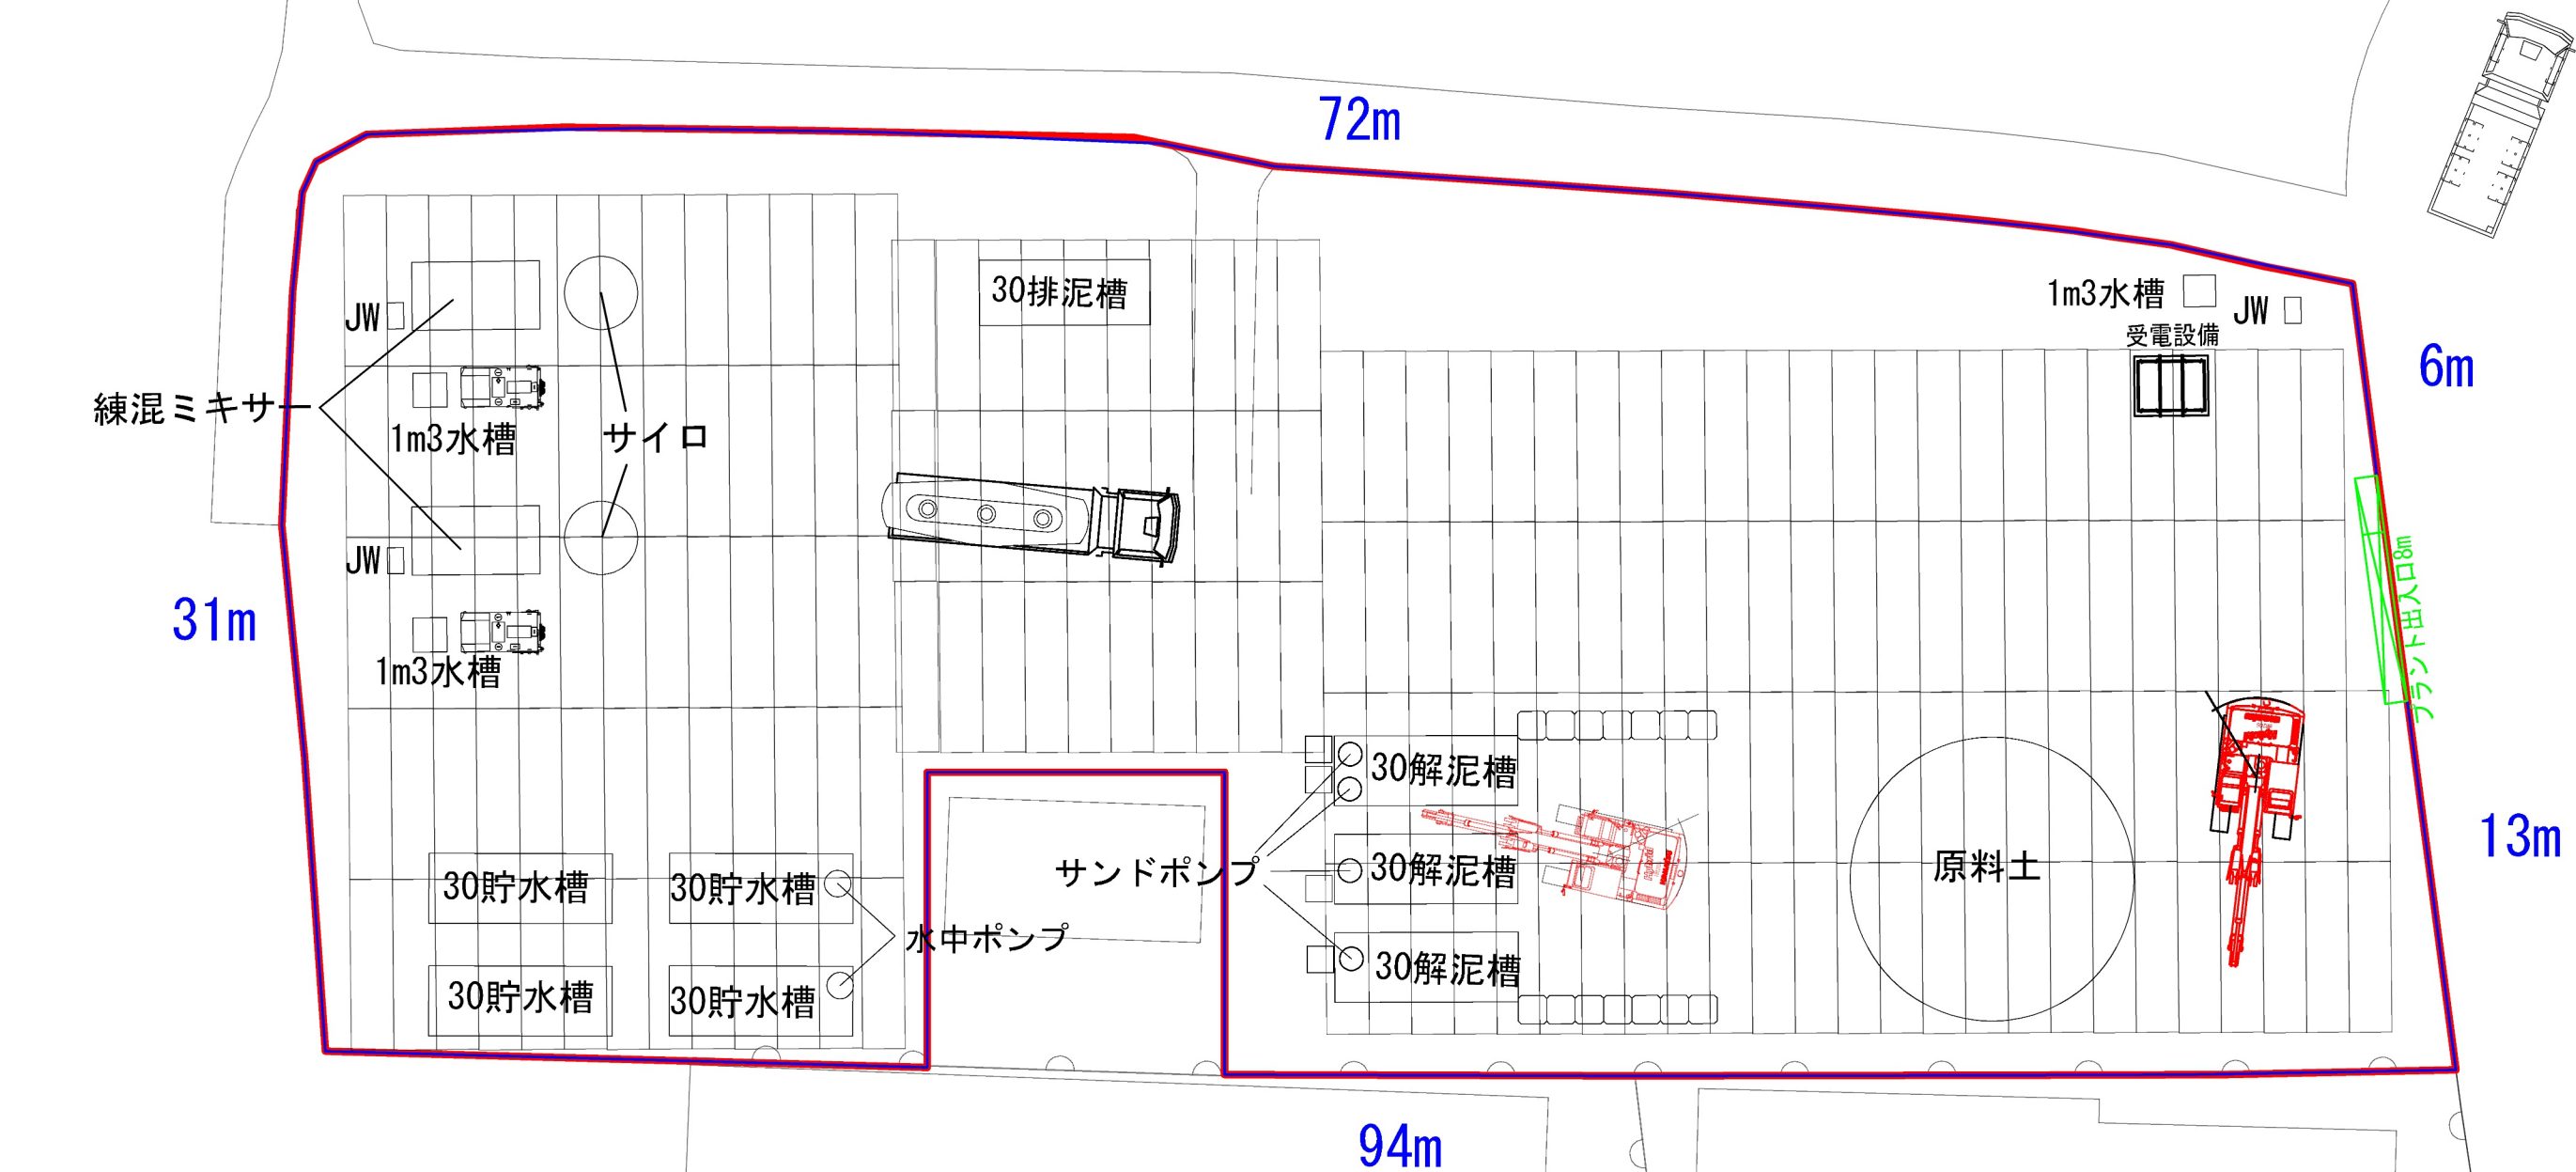 72m
1m3水槽
JW
受電設備
30排泥槽
JW
6m
練混ミキサー
1m3水槽
サイロ
JW
プラント出入口8m
31m
1m3水槽
30解泥槽
13m
サンドポンプ
30解泥槽
原料土
30貯水槽
30貯水槽
水中ポンプ
30解泥槽
30貯水槽
30貯水槽
94m